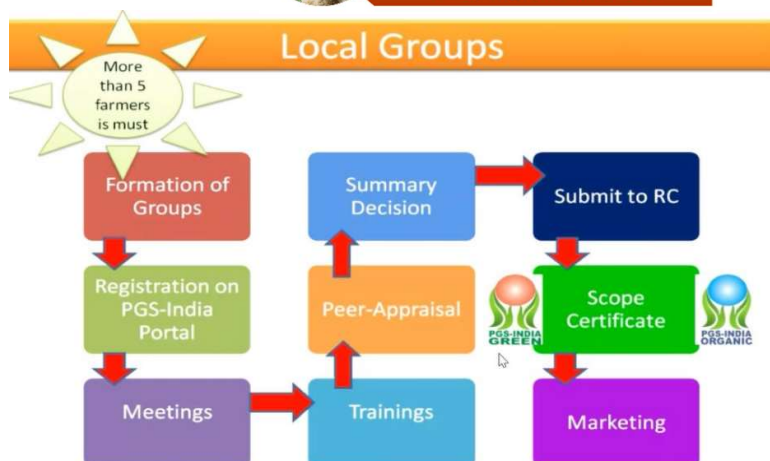 Local Groups
More
than 5
farmers
is must
Formation of
Groups
Registration on
PGS-India
Portal
Meetings
Trainings
Peer-Appraisal
Summary
Decision
Submit to RC
PGS-INDIA
GREEN
Scope
Certificate
PGS-INDIA
ORGANIC
Marketing